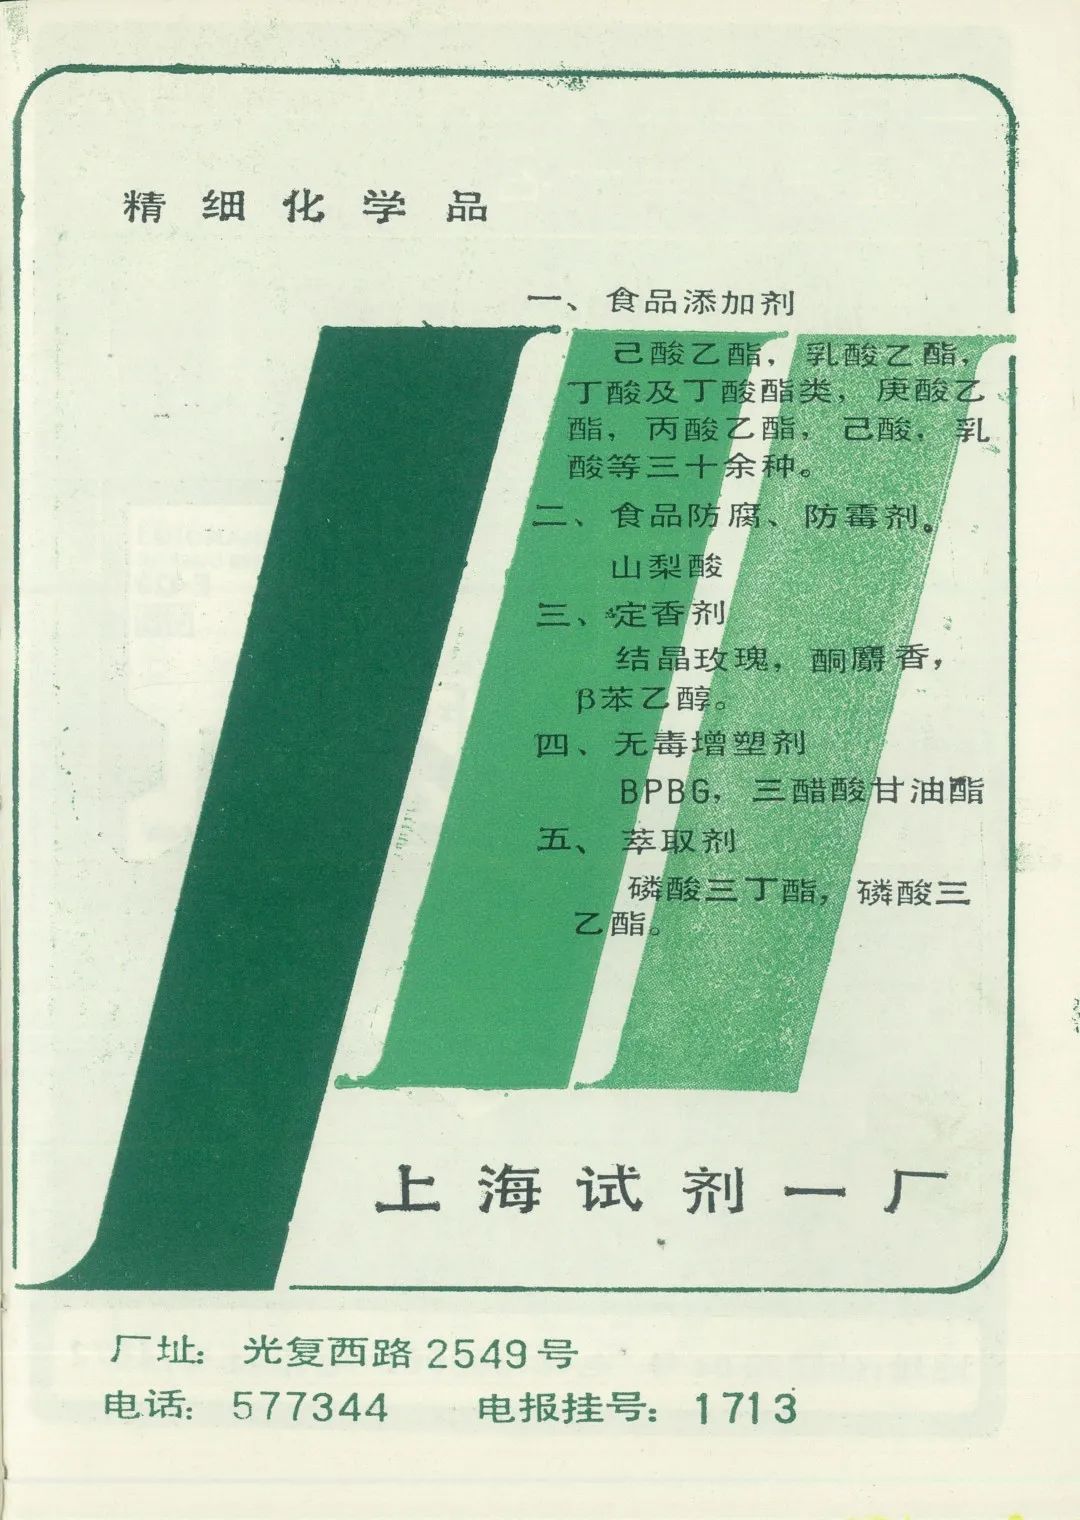 精细化学品
一、食品添加剂
己酸乙酯，乳酸乙酯，
丁酸及丁酸酯类，庚酸乙
酯，丙酸乙酯，己酸，乳
酸等三十余种。
二、食品防腐、防霉剂。
山梨酸
三、定香剂
结晶玫瑰，酮麝香，
β苯乙醇。
四、无毒增塑剂
BPBG，三醋酸甘油酯
五、萃取剂
磷酸三丁酯，磷酸三
乙酯。
上海试剂一厂
厂址：光复西路2549号
电话：577344 电报挂号：1713